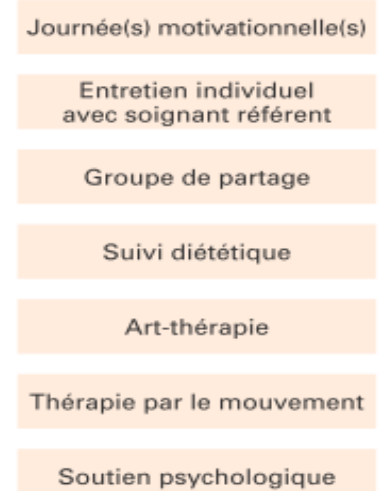 Journée(s) motivationnelle(s)
Entretien individuel
avec soignant référent
Groupe de partage
Suivi diététique
Art-thérapie
Thérapie par le mouvement
Soutien psychologique